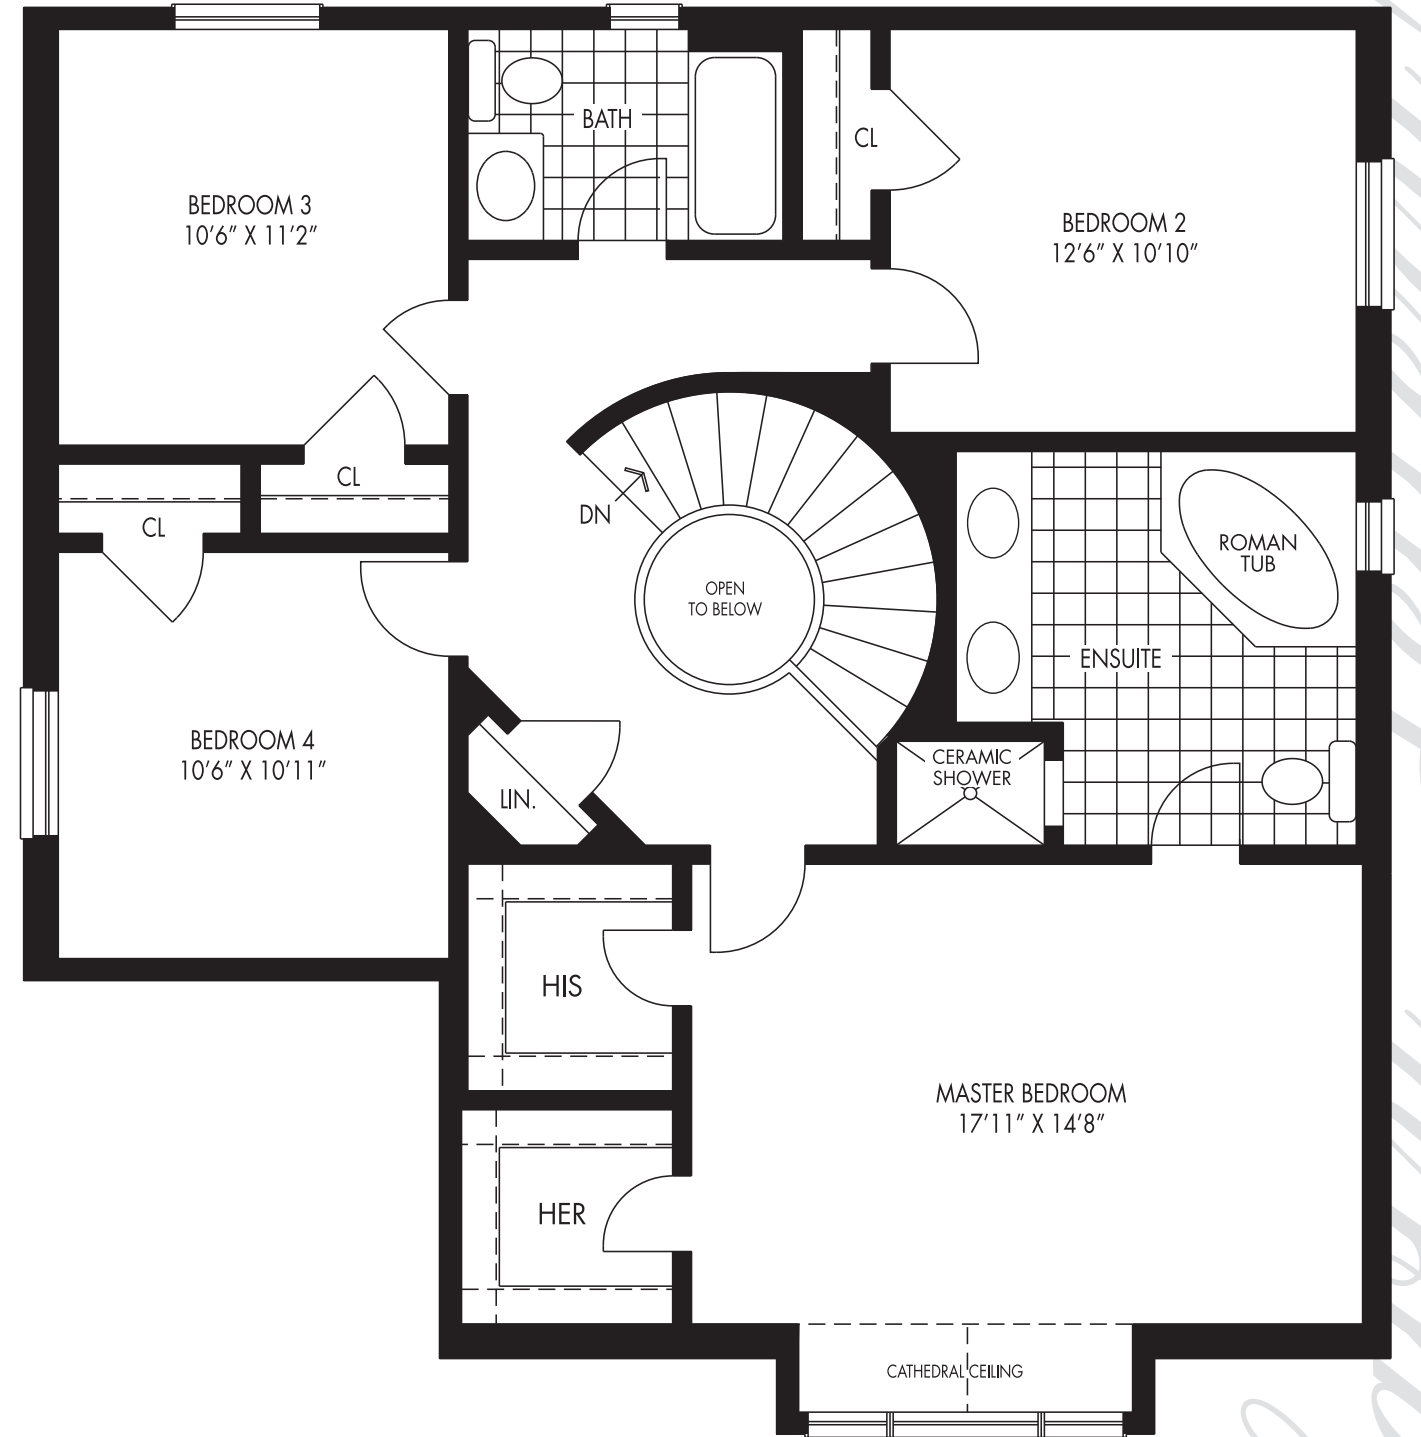 BATH
CL
BEDROOM 3
10'6" X 11'2"
BEDROOM 2
12'6" X 10'10"
CL
DN
CL
ROMAN
TUB
OPEN
TO BELOW
ENSUITE
BEDROOM 4
10'6" X 10'11"
CERAMIC
SHOWER
LIN.
HIS
MASTER BEDROOM
17'11" X 14'8"
HER
CATHEDRAL CEILING